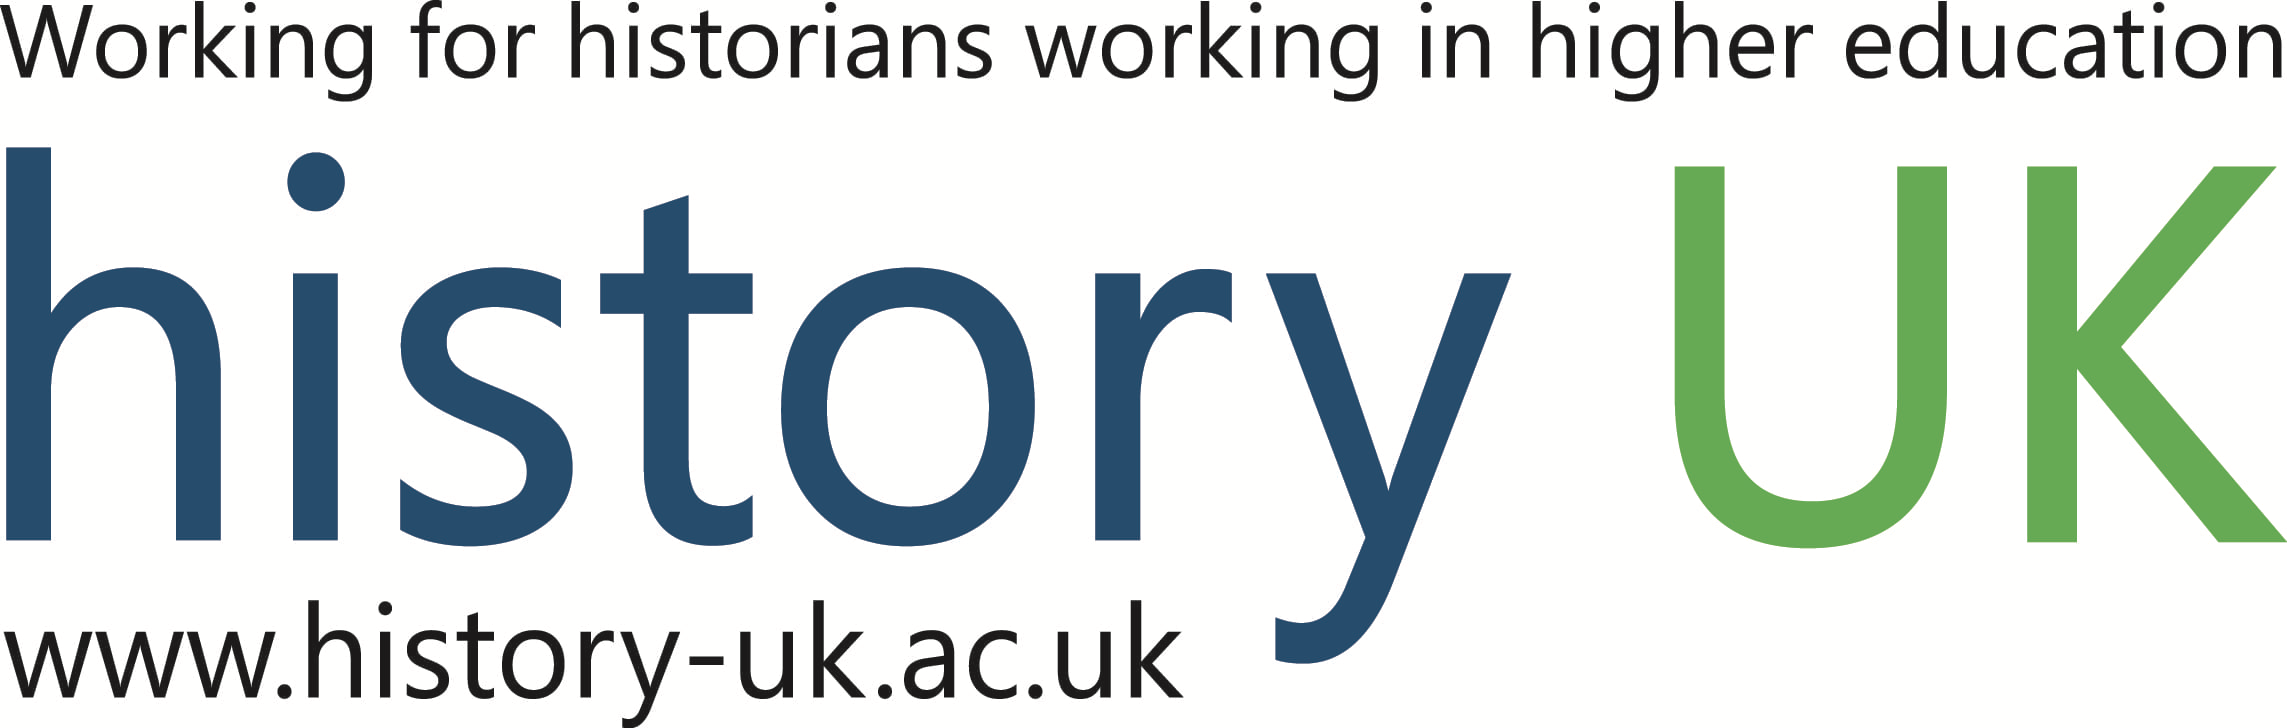 Working for historians working in higher education
history UK
www.history-uk.ac.uk